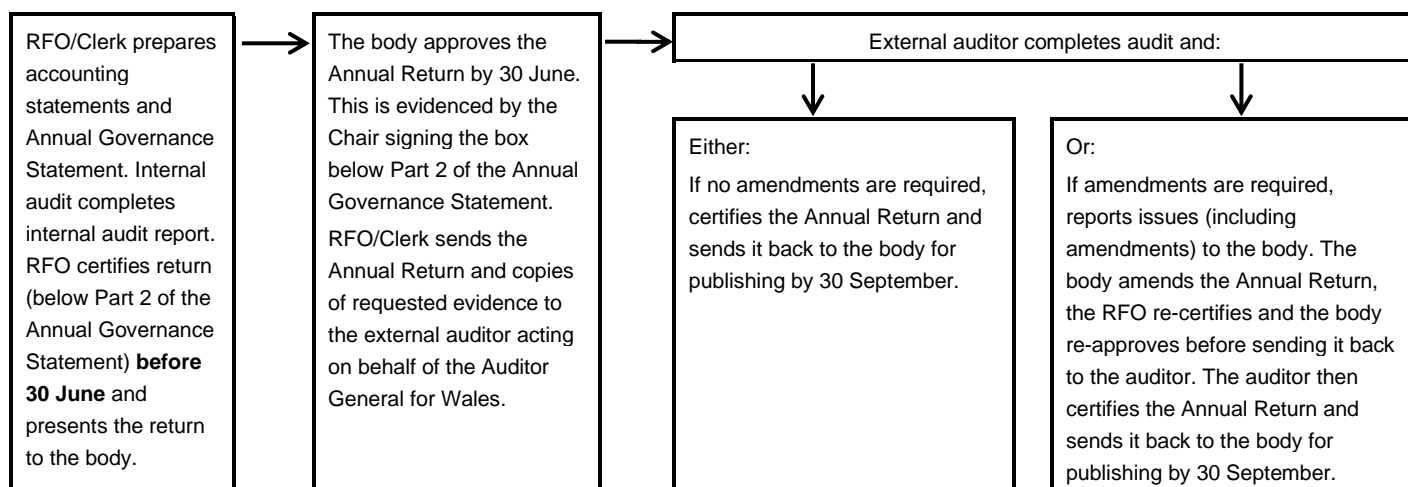 RFO/Clerk prepares
accounting
statements and
Annual Governance
Statement. Internal
audit completes
internal audit report.
RFO certifies return
(below Part 2 of the
Annual Governance
Statement) before
30 June and
presents the return
to the body.
The body approves the
Annual Return by 30 June.
This is evidenced by the
Chair signing the box
below Part 2 of the Annual
Governance Statement.
RFO/Clerk sends the
Annual Return and copies
of requested evidence to
the external auditor acting
on behalf of the Auditor
General for Wales.
External auditor completes audit and:
Either:
If no amendments are required,
certifies the Annual Return and
sends it back to the body for
publishing by 30 September.
Or:
If amendments are required,
reports issues (including
amendments) to the body. The
body amends the Annual Return,
the RFO re-certifies and the body
re-approves before sending it back
to the auditor. The auditor then
certifies the Annual Return and
sends it back to the body for
publishing by 30 September.